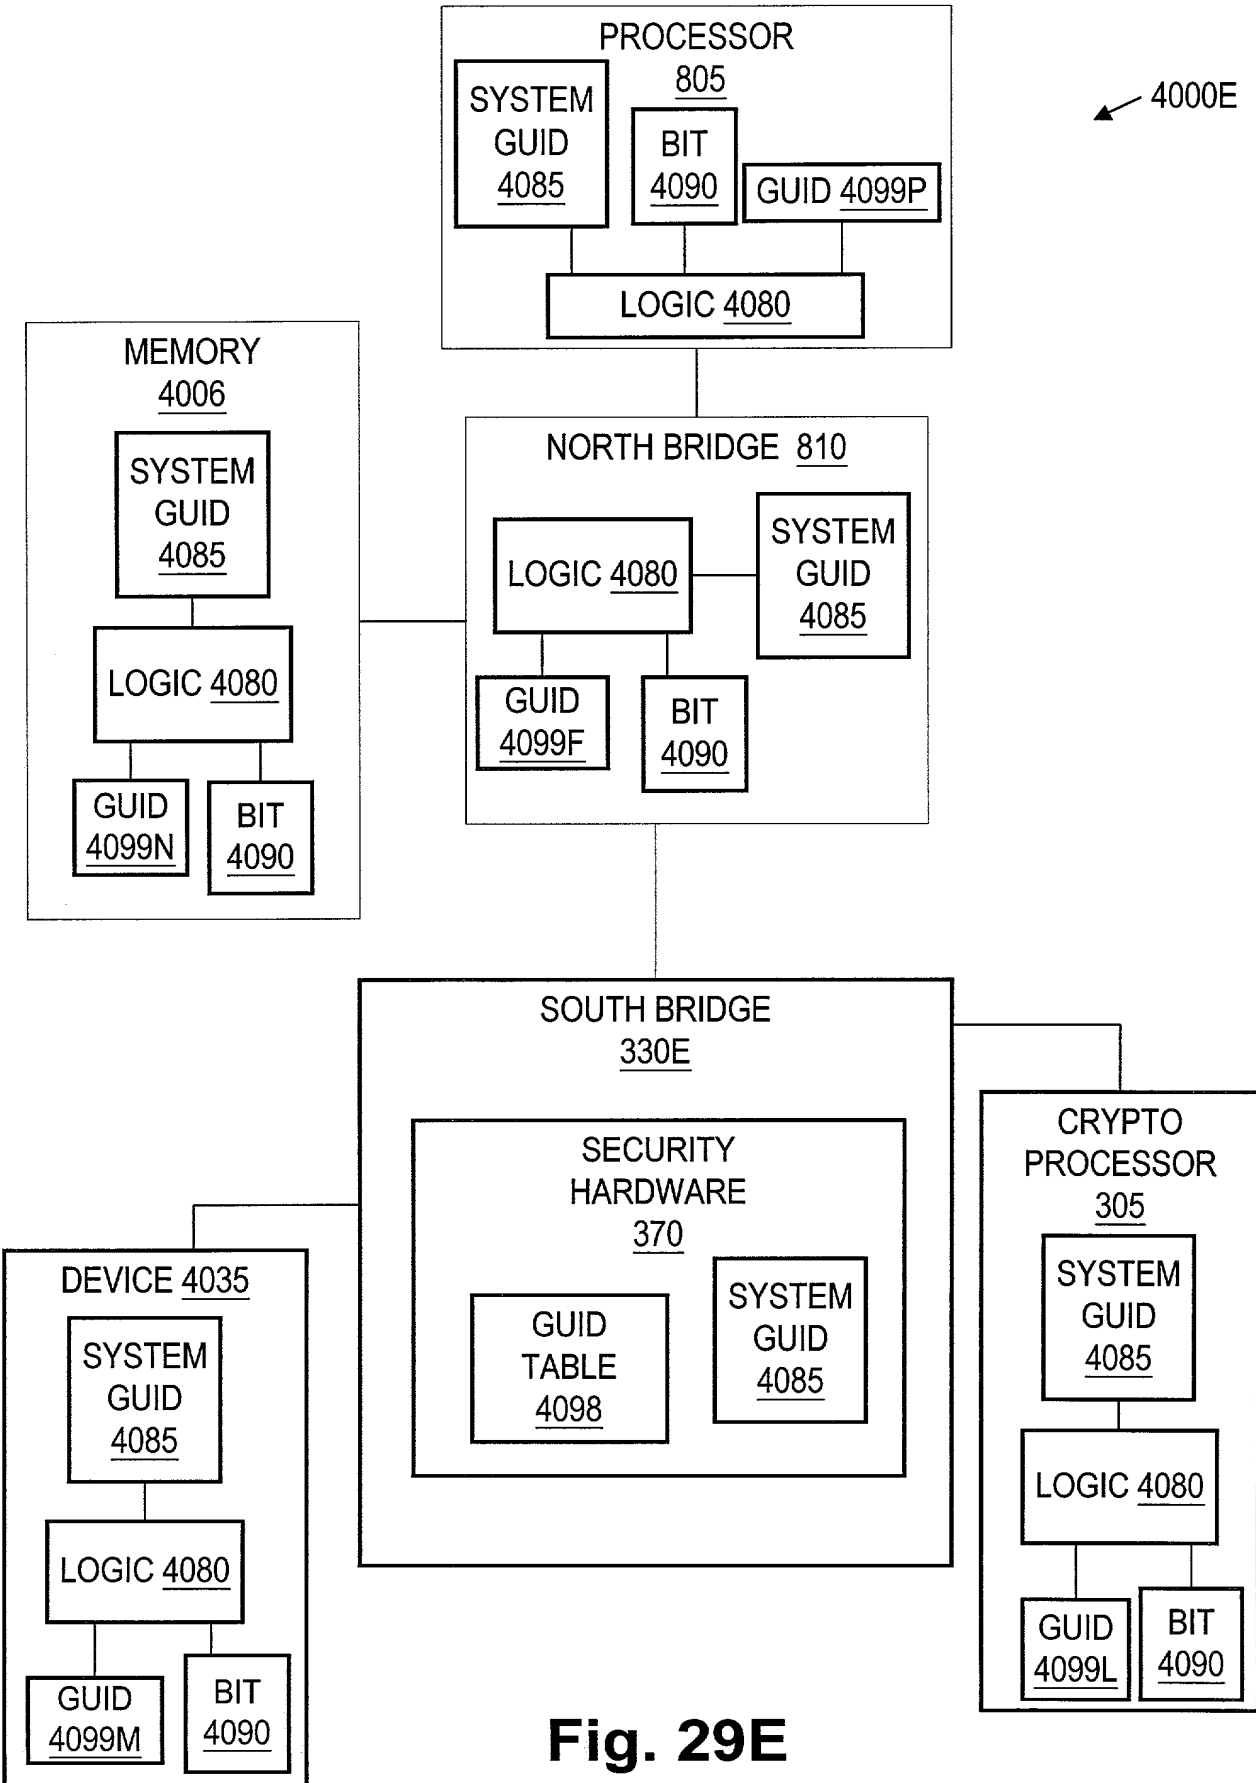 PROCESSOR
805
SYSTEM
GUID
4085
BIT
4090
GUID 4099P
LOGIC 4080
4000E
MEMORY
4006
SYSTEM
GUID
4085
LOGIC 4080
GUID
4099N
BIT
4090
NORTH BRIDGE 810
LOGIC 4080
SYSTEM
GUID
4085
GUID
4099F
BIT
4090
SOUTH BRIDGE
330E
SECURITY
HARDWARE
370
GUID
TABLE
4098
SYSTEM
GUID
4085
DEVICE 4035
SYSTEM
GUID
4085
LOGIC 4080
GUID
4099M
BIT
4090
CRYPTO
PROCESSOR
305
SYSTEM
GUID
4085
LOGIC 4080
GUID
4099L
BIT
4090
Fig. 29E